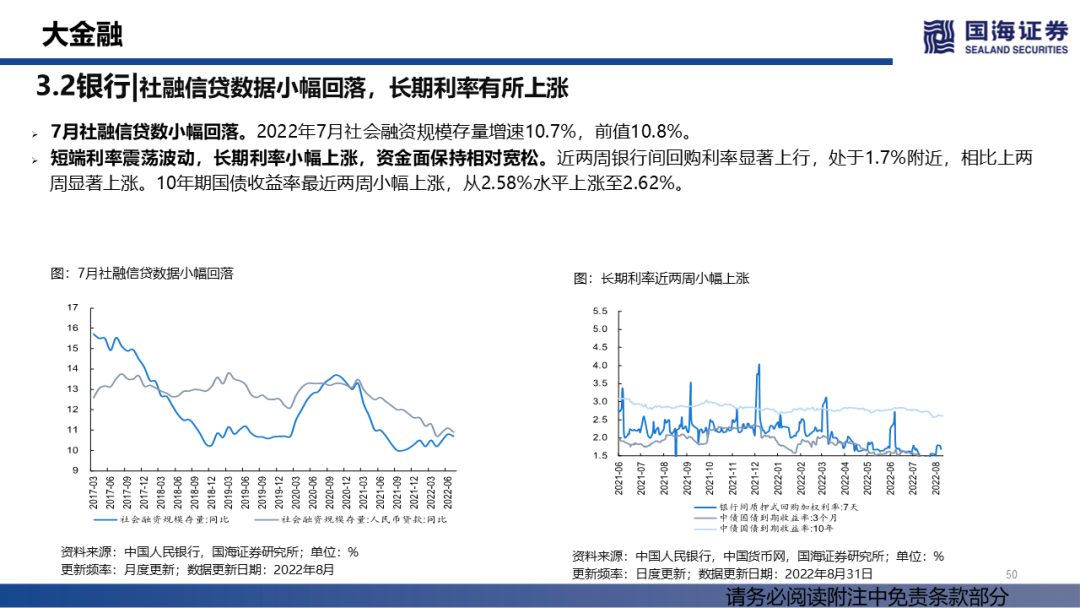 大金融
国海证券
SEALAND SECURITIES
3.2银行|社融信贷数据小幅回落，长期利率有所上涨
➢ 7月社融信贷数小幅回落。2022年7月社会融资规模存量增速10.7%，前值10.8%。
➢ 短端利率震荡波动，长期利率小幅上涨，资金面保持相对宽松。近两周银行间回购利率显著上行，处于1.7%附近，相比上两
周显著上涨。10年期国债收益率最近两周小幅上涨，从2.58%水平上涨至2.62%。
图：7月社融信贷数据小幅回落
17
16
15
14
13
12
11
10
9
2017-03
2017-06
2017-09
2017-12
2018-03
2018-06
2018-09
2018-12
2019-03
2019-06
2019-09
2019-12
2020-03
2020-06
2020-09
2020-12
2021-03
2021-06
2021-09
2021-12
2022-03
2022-06
社会融资规模存量:同比
社会融资规模存量:人民币贷款:同比
资料来源：中国人民银行，国海证券研究所；单位：%
更新频率：月度更新；数据更新日期：2022年8月
图：长期利率近两周小幅上涨
5.5
5.0
4.5
4.0
3.5
3.0
2.5
2.0
1.5
2021-06
2021-07
2021-08
2021-09
2021-10
2021-11
2021-12
2022-01
2022-02
2022-03
2022-04
2022-05
2022-06
2022-07
2022-08
银行间质押式回购加权利率:7天
中债国债到期收益率:3个月
中债国债到期收益率:10年
资料来源：中国人民银行，中国货币网，国海证券研究所；单位：%
更新频率：日度更新；数据更新日期：2022年8月31日
50
请务必阅读附注中免责条款部分